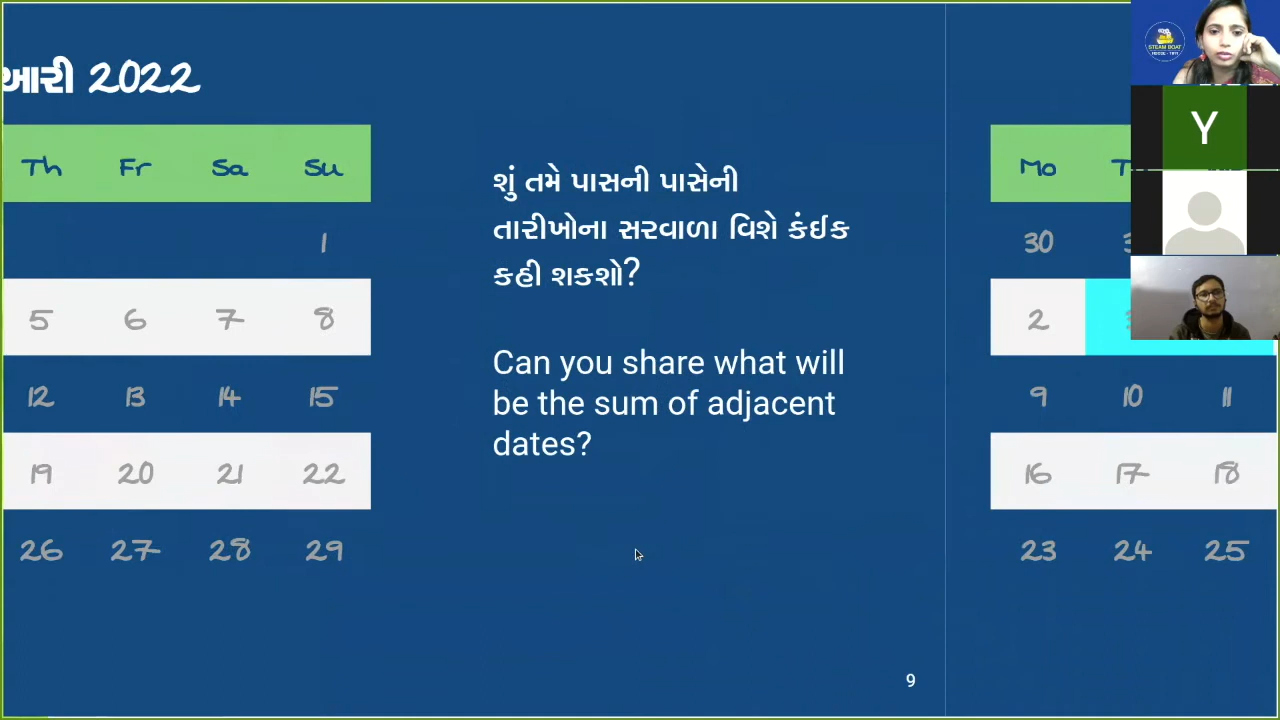 આરી 2022
Th Fr Sa Su
1
5 6 7 8
12 13 14 15
19 20 21 22
26 27 28 29
શું તમે પાસની પાસેની
તારીખોના સરવાળા વિશે કંઈક
કહી શકશો?
Can you share what will
be the sum of adjacent
dates?
9
Mo
30
2
9 10 11
16 17 18
23 24 25
STEAM BOAT
Y